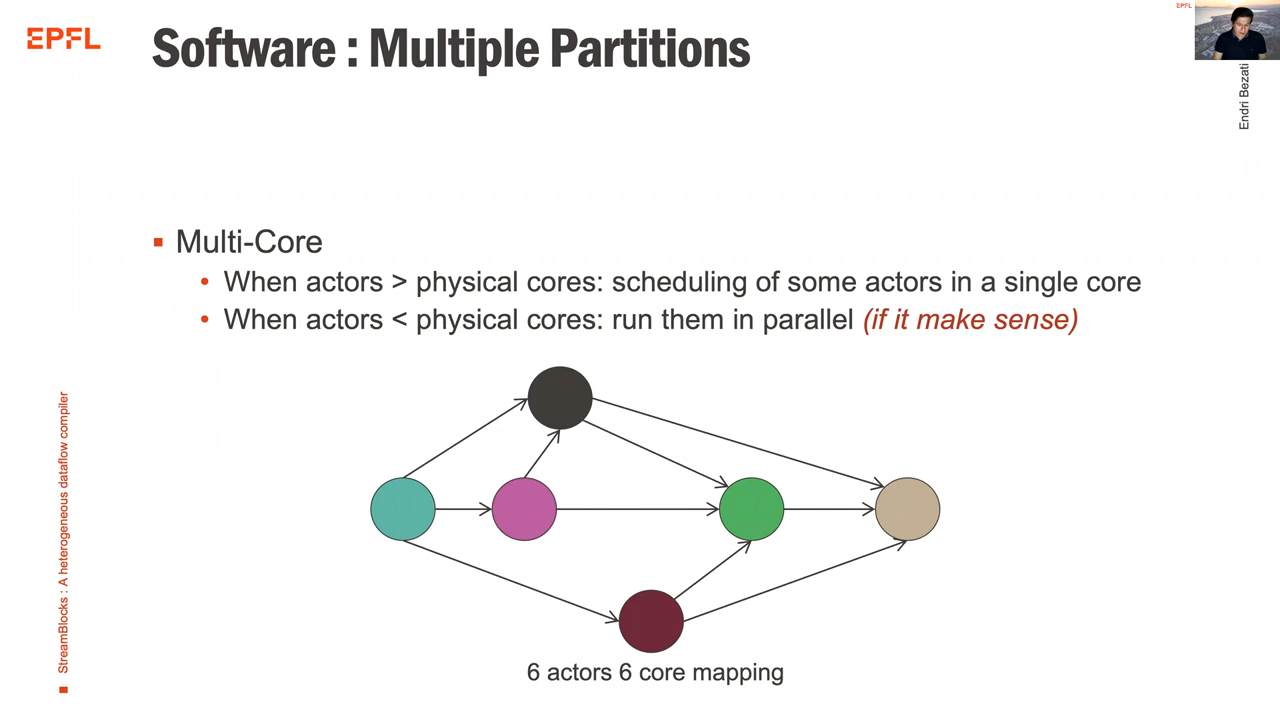 EPFL
Software : Multiple Partitions
EPFL
Endri Bezati
▪ Multi-Core
• When actors > physical cores: scheduling of some actors in a single core
• When actors < physical cores: run them in parallel (if it make sense)
StreamBlocks : A heterogeneous dataflow compiler
6 actors 6 core mapping